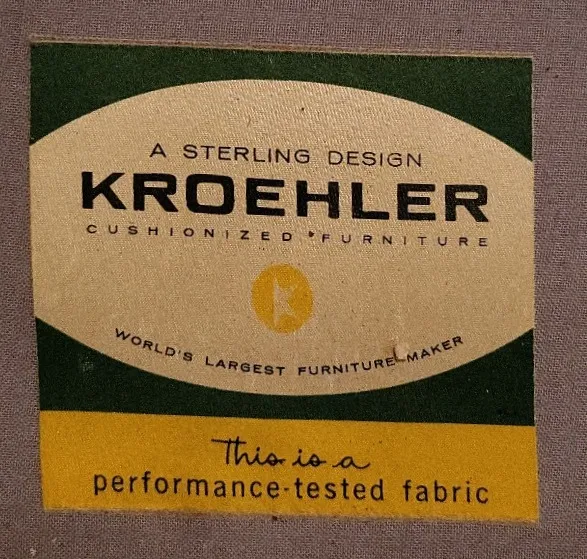 A STERLING DESIGN
KROEHLER
CUSHIONIZED FURNITURE
K
WORLD'S LARGEST FURNITURE MAKER
This is a
performance-tested fabric